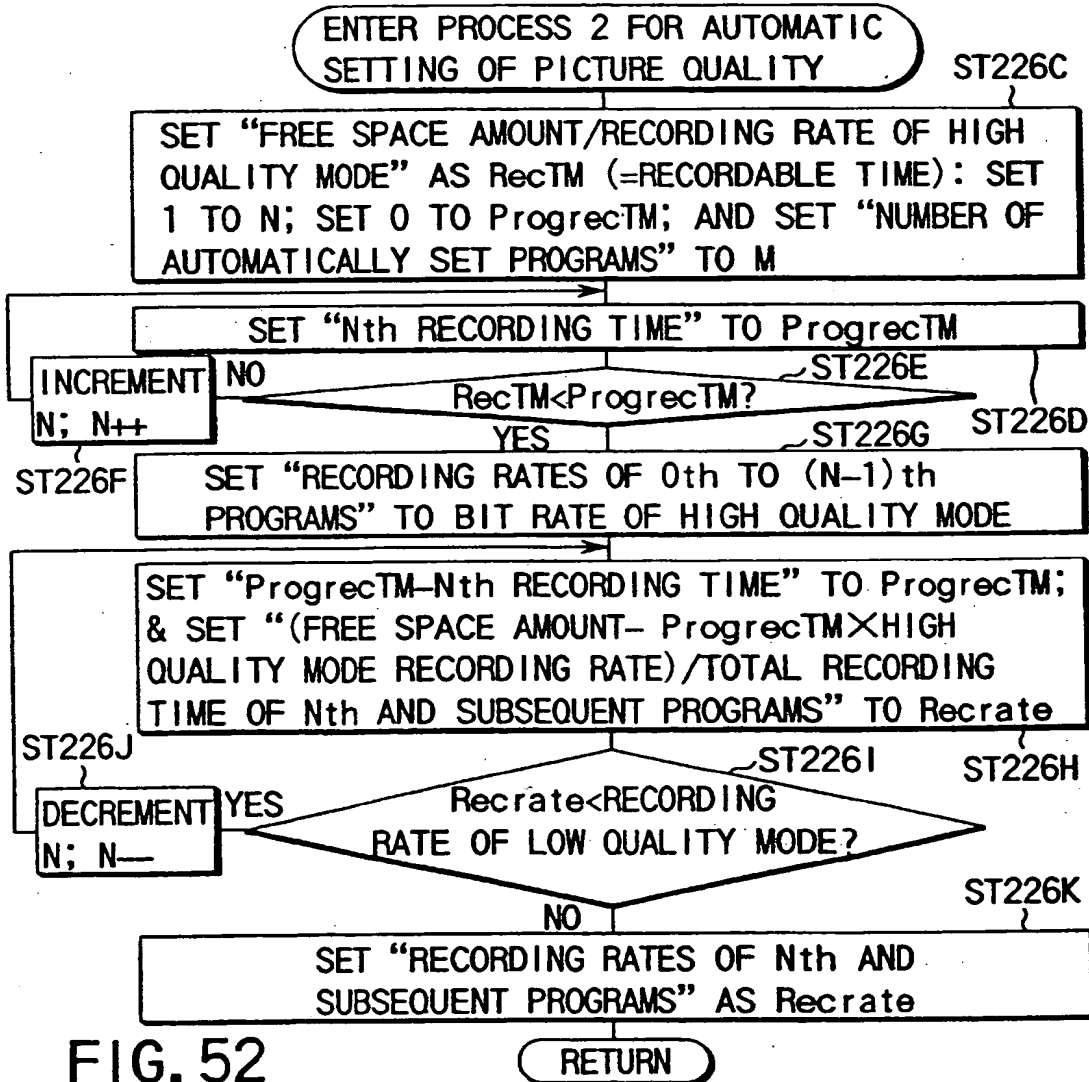 ENTER PROCESS 2 FOR AUTOMATIC
SETTING OF PICTURE QUALITY
ST226C
SET “FREE SPACE AMOUNT/RECORDING RATE OF HIGH
QUALITY MODE” AS RecTM (=RECORDABLE TIME): SET
1 TO N; SET 0 TO ProgrecTM; AND SET “NUMBER OF
AUTOMATICALLY SET PROGRAMS” TO M
SET “Nth RECORDING TIME” TO ProgrecTM
ST226D
INCREMENT
N; N++
ST226F
NO
ST226E
RecTM<ProgrecTM?
YES
ST226G
SET “RECORDING RATES OF 0th TO (N-1)th
PROGRAMS” TO BIT RATE OF HIGH QUALITY MODE
SET “ProgrecTM-Nth RECORDING TIME” TO ProgrecTM;
& SET “(FREE SPACE AMOUNT- ProgrecTM×HIGH
QUALITY MODE RECORDING RATE)/TOTAL RECORDING
TIME OF Nth AND SUBSEQUENT PROGRAMS” TO Recrate
ST226H
ST226J
DECREMENT
N; N—
YES
ST226I
Recrate<RECORDING
RATE OF LOW QUALITY MODE?
NO
ST226K
SET “RECORDING RATES OF Nth AND
SUBSEQUENT PROGRAMS” AS Recrate
RETURN
FIG. 52